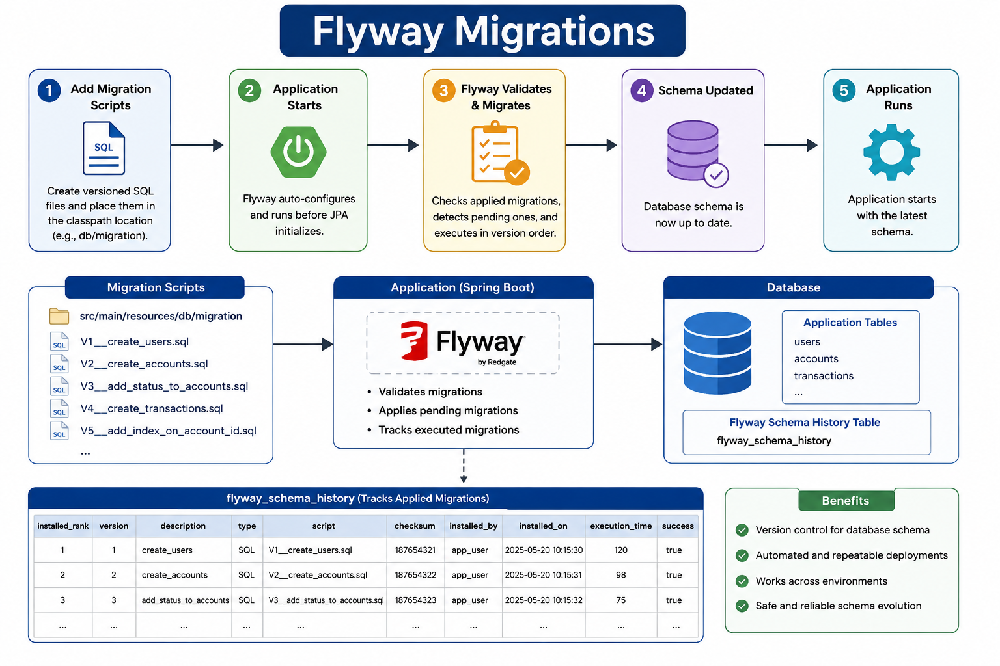 Flyway Migrations
1
Add Migration
Scripts
SQL
Create versioned SQL
files and place them in
the classpath location
(e.g., db/migration).
2
Application
Starts
Flyway auto-configures
and runs before JPA
initializes.
3
Flyway Validates
& Migrates
Checks applied migrations,
detects pending ones, and
executes in version order.
4
Schema Updated
Database schema is
now up to date.
5
Application
Runs
Application starts
with the latest
schema.
Migration Scripts
src/main/resources/db/migration
SQL V1__create_users.sql
SQL V2__create_accounts.sql
SQL V3__add_status_to_accounts.sql
SQL V4__create_transactions.sql
SQL V5__add_index_on_account_id.sql
...
Application (Spring Boot)
Flyway
by Redgate
• Validates migrations
• Applies pending migrations
• Tracks executed migrations
Database
Application Tables
users
accounts
transactions
...
Flyway Schema History Table
flyway_schema_history
flyway_schema_history (Tracks Applied Migrations)
installed_rank version description type script checksum installed_by installed_on execution_time success
1 1 create_users SQL V1__create_users.sql 187654321 app_user 2025-05-20 10:15:30 120 true
2 2 create_accounts SQL V2__create_accounts.sql 187654322 app_user 2025-05-20 10:15:31 98 true
3 3 add_status_to_accounts SQL V3__add_status_to_accounts.sql 187654323 app_user 2025-05-20 10:15:32 75 true
... ... ... ... ... ... ... ... ... ...
Benefits
Version control for database schema
Automated and repeatable deployments
Works across environments
Safe and reliable schema evolution